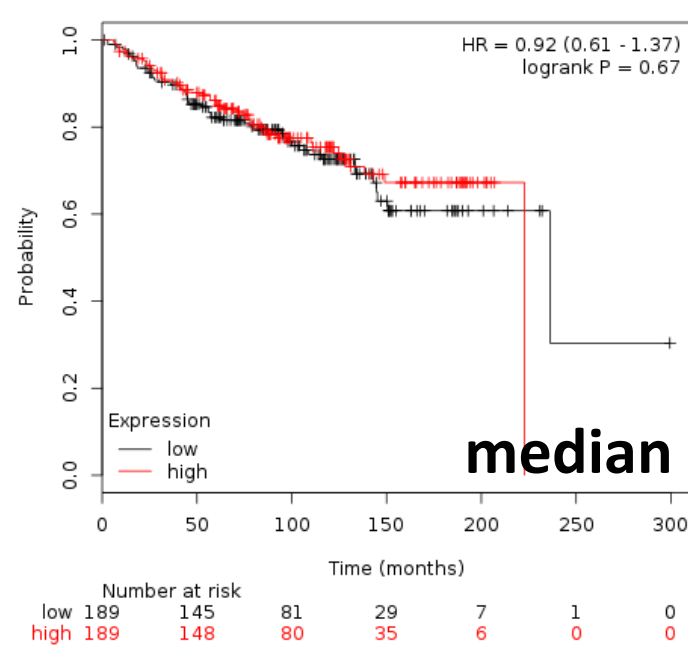 HR = 0.92 (0.61 - 1.37)
logrank P = 0.67
1.0
0.8
0.6
0.4
0.2
0.0
Probability
Expression
low
high
median
0 50 100 150 200 250 300
Time (months)
Number at risk
low 189 145 81 29 7 1 0
high 189 148 80 35 6 0 0